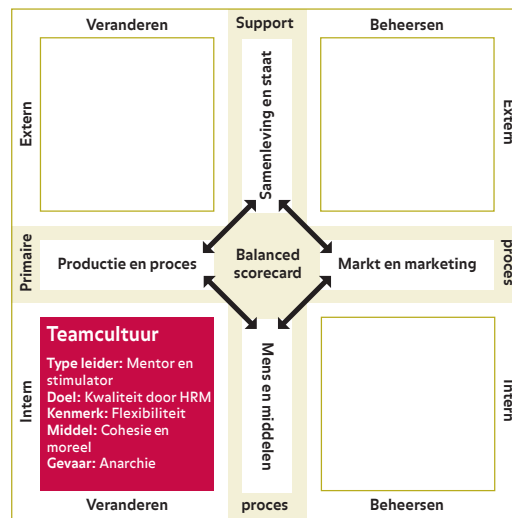 Veranderen
Support
Beheersen
Extern
Samenleving en staat
Extern
Primaire
Productie en proces
Balanced
scorecard
Markt en marketing
proces
Intern
Teamcultuur
Type leider: Mentor en
stimulator
Doel: Kwaliteit door HRM
Kenmerk: Flexibiliteit
Middel: Cohesie en
moreel
Gevaar: Anarchie
Mens en middelen
Intern
Veranderen
proces
Beheersen